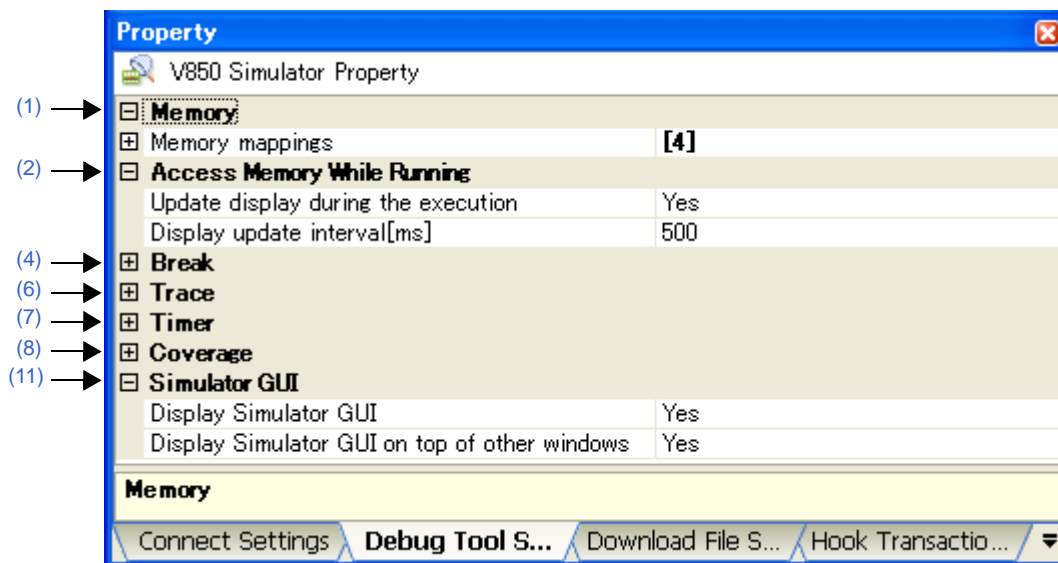 Property
V850 Simulator Property
(1) Memory
Memory mappings [4]
(2) Access Memory While Running
Update display during the execution Yes
Display update interval[ms] 500
(4) Break
(6) Trace
(7) Timer
(8) Coverage
(11) Simulator GUI
Display Simulator GUI Yes
Display Simulator GUI on top of other windows Yes
Memory
Connect Settings Debug Tool S... Download File S... Hook Transactio...